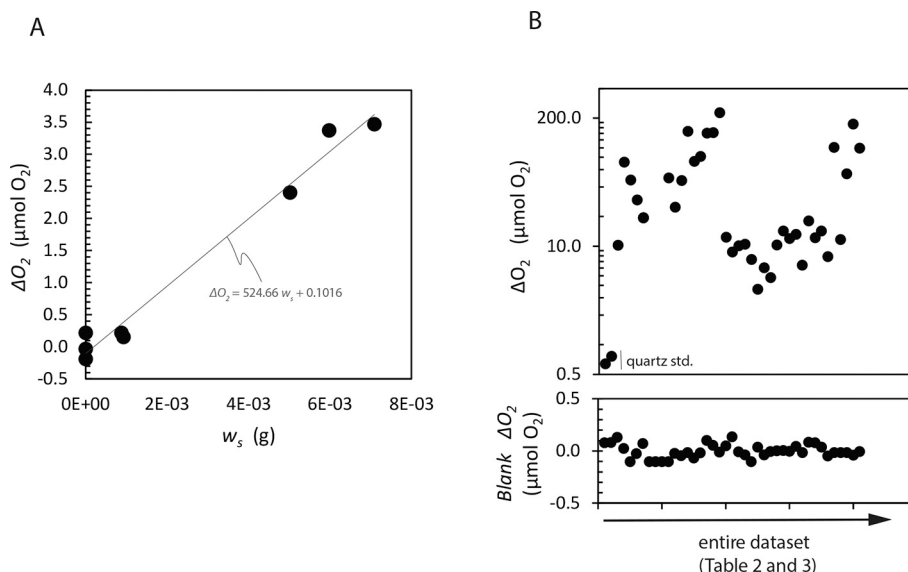 A
4.0
3.5
3.0
2.5
2.0
1.5
1.0
0.5
0.0
-0.5
ΔO₂ (µmol O₂)
ΔO₂ = 524.66 wₛ + 0.1016
0E+00 2E-03 4E-03 6E-03 8E-03
wₛ (g)
B
200.0
10.0
0.5
ΔO₂ (µmol O₂)
quartz std.
0.5
0.0
-0.5
Blank ΔO₂
(µmol O₂)
entire dataset
(Table 2 and 3)